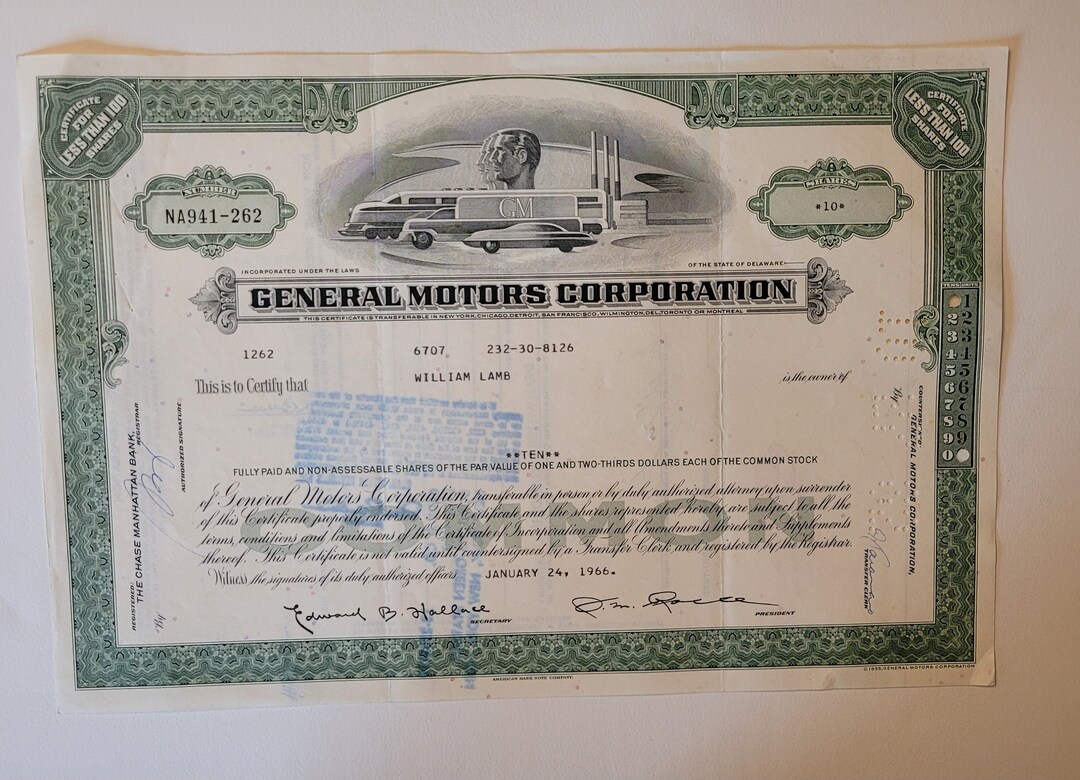 CERTIFICATE
FOR
LESS THAN 100
SHARES
CERTIFICATE
FOR
LESS THAN 100
SHARES
NUMBER
NA941-262
GM
SHARES
*10*
INCORPORATED UNDER THE LAWS
OF THE STATE OF DELAWARE
GENERAL MOTORS CORPORATION
THIS CERTIFICATE IS TRANSFERABLE IN NEW YORK, CHICAGO, DETROIT, SAN FRANCISCO, WILMINGTON, DEL., TORONTO OR MONTREAL
TENS UNITS
1
2 2
3 3
4 4
5 5
6 6
7 7
8 8
9 9
0
1262 6707 232-30-8126
This is to Certify that WILLIAM LAMB is the owner of
**TEN**
FULLY PAID AND NON-ASSESSABLE SHARES OF THE PAR VALUE OF ONE AND TWO-THIRDS DOLLARS EACH OF THE COMMON STOCK
of General Motors Corporation, transferable in person or by duly authorized attorney upon surrender
of this Certificate properly endorsed. This Certificate and the shares represented hereby are subject to all the
terms, conditions and limitations of the Certificate of Incorporation and all Amendments thereto and Supplements
thereof. This Certificate is not valid until countersigned by a Transfer Clerk and registered by the Registrar.
Witness the signatures of its duly authorized officers JANUARY 24, 1966.
Edward B. Wallace
SECRETARY
PRESIDENT
REGISTERED:
THE CHASE MANHATTAN BANK,
REGISTRAR
By
AUTHORIZED SIGNATURE
COUNTERSIGNED:
GENERAL MOTORS CORPORATION,
By
TRANSFER CLERK
AMERICAN BANK NOTE COMPANY.
© 1955, GENERAL MOTORS CORPORATION